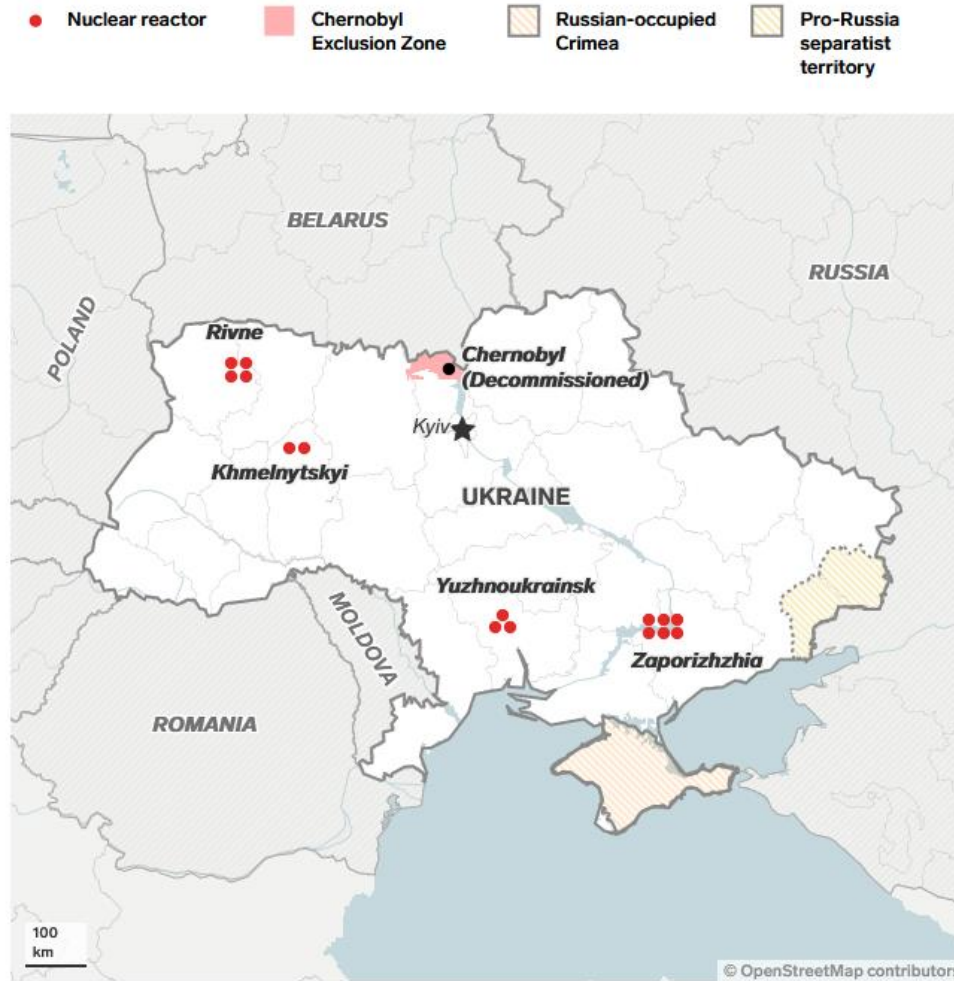 Nuclear reactor
Chernobyl
Exclusion Zone
Russian-occupied
Crimea
Pro-Russia
separatist
territory
BELARUS
RUSSIA
POLAND
Rivne
Chernobyl
(Decommissioned)
Kyiv
Khmelnytskyi
UKRAINE
Yuzhnoukrainsk
MOLDOVA
Zaporizhzhia
ROMANIA
100
km
© OpenStreetMap contributors